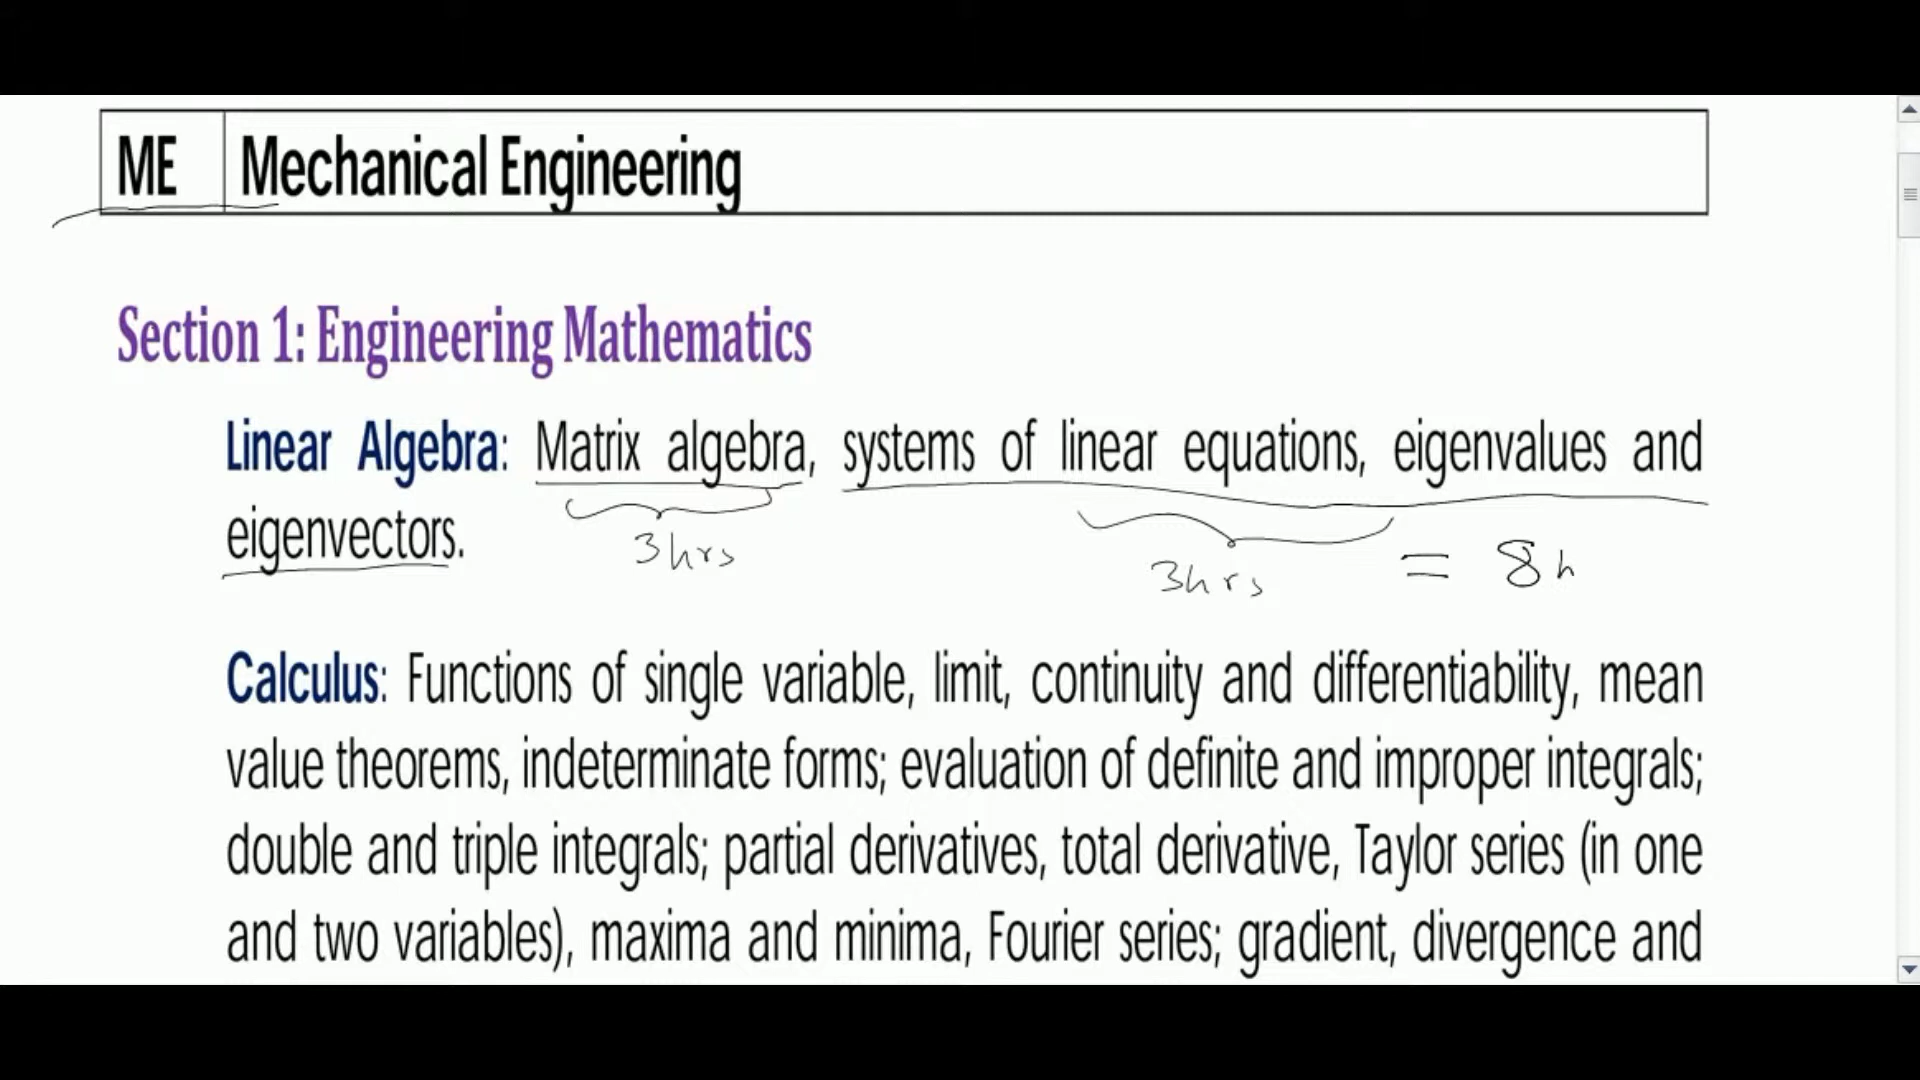 ME Mechanical Engineering
Section 1: Engineering Mathematics
Linear Algebra: Matrix algebra, systems of linear equations, eigenvalues and
eigenvectors.
3hrs
3hrs = 8h
Calculus: Functions of single variable, limit, continuity and differentiability, mean
value theorems, indeterminate forms; evaluation of definite and improper integrals;
double and triple integrals; partial derivatives, total derivative, Taylor series (in one
and two variables), maxima and minima, Fourier series; gradient, divergence and